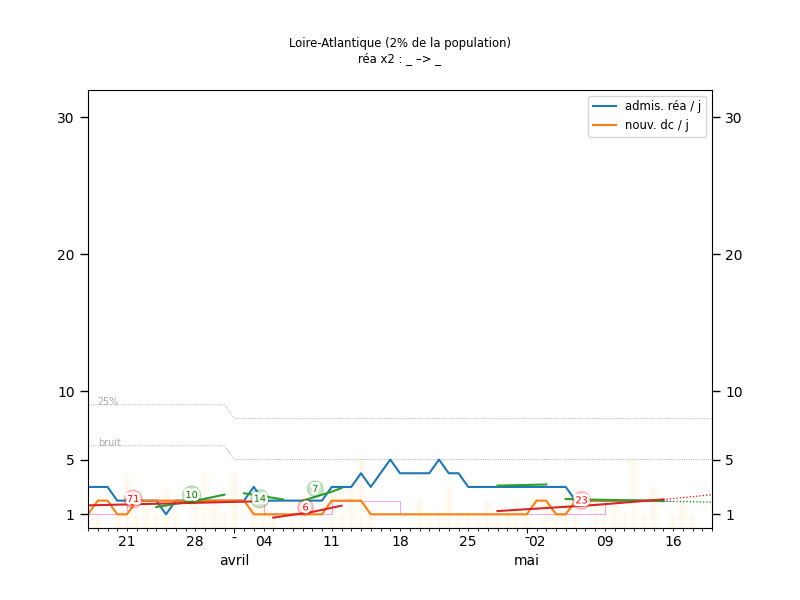 Loire-Atlantique (2% de la population)
réa x2 : _ –> _
admis. réa / j
nouv. dc / j
30 30
20 20
10 10
5 5
1 1
25%
bruit
71 10 14 6 7 23
21 28 04 11 18 25 02 09 16
avril mai